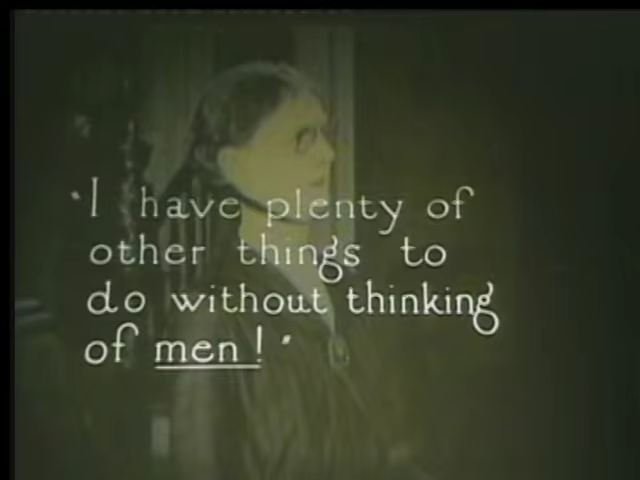 "I have plenty of
other things to
do without thinking
of men!"